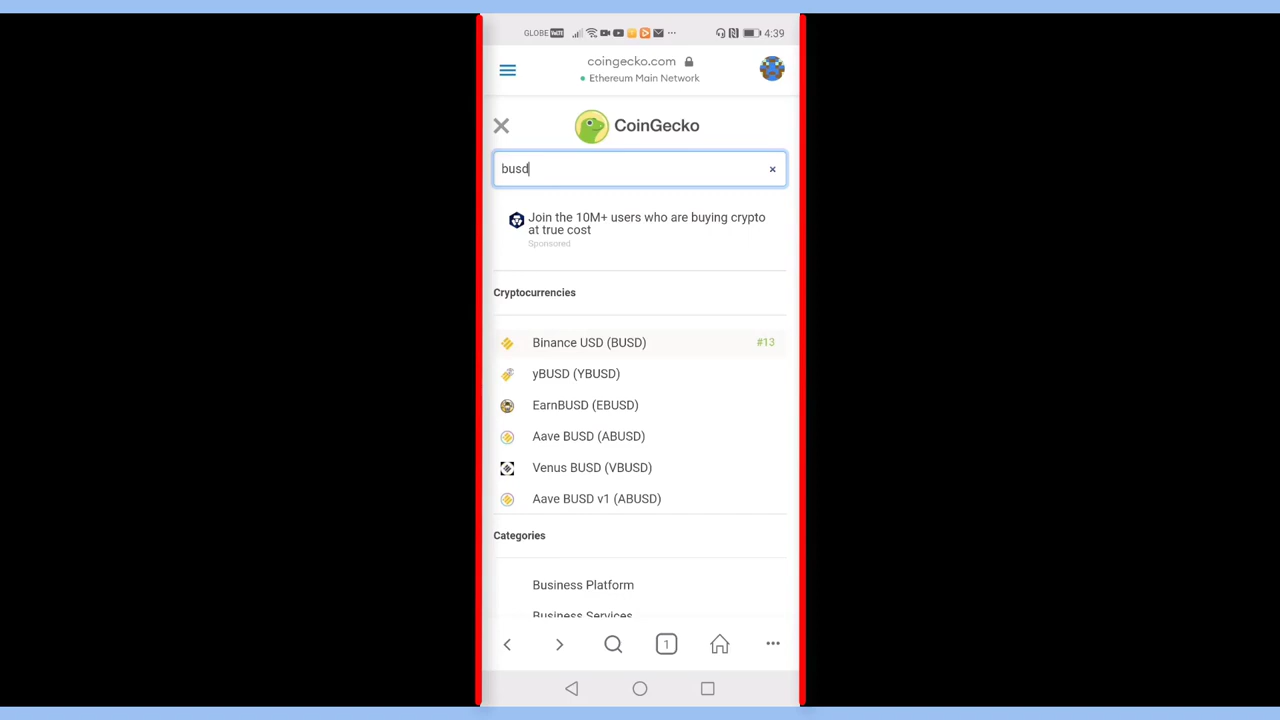 GLOBE VoLTE 4:39
coingecko.com
Ethereum Main Network
CoinGecko
busd
Join the 10M+ users who are buying crypto
at true cost
Sponsored
Cryptocurrencies
Binance USD (BUSD) #13
yBUSD (YBUSD)
EarnBUSD (EBUSD)
Aave BUSD (ABUSD)
Venus BUSD (VBUSD)
Aave BUSD v1 (ABUSD)
Categories
Business Platform
Business Services
1